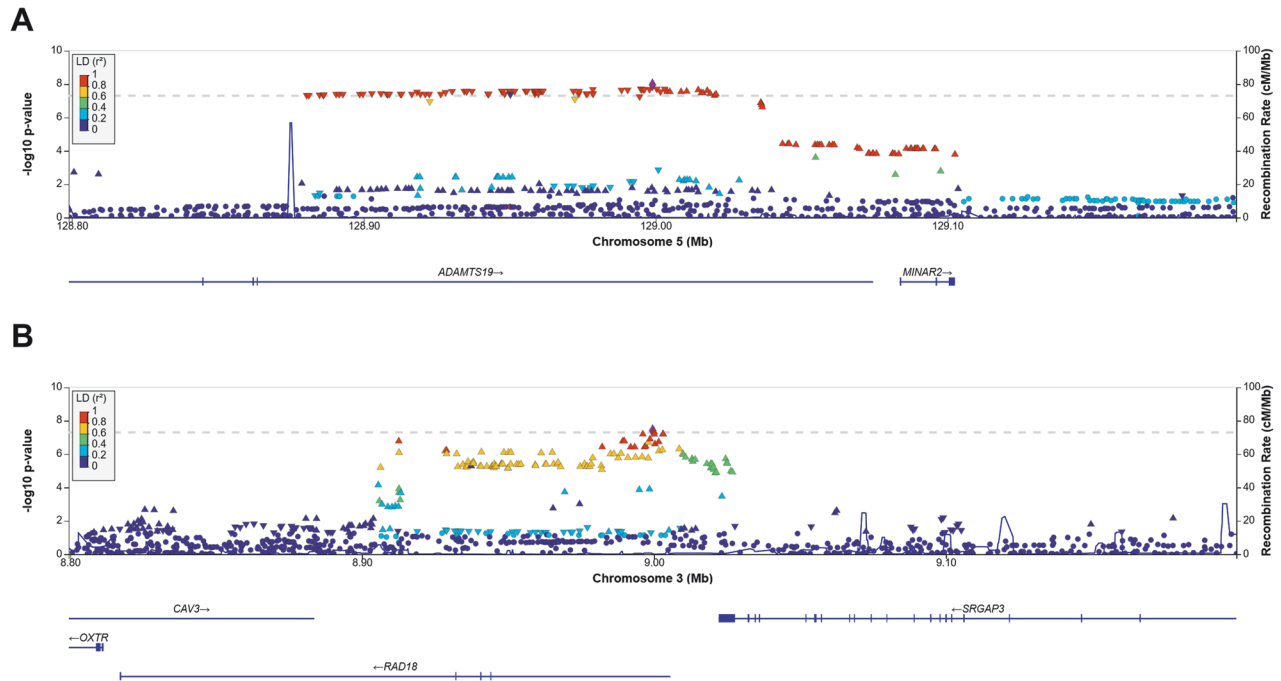 A
10
8
6
4
2
0
-log10 p-value
LD (r²)
1
0.8
0.6
0.4
0.2
0
100
80
60
40
20
0
Recombination Rate (cM/Mb)
128.80
128.90
129.00
129.10
Chromosome 5 (Mb)
ADAMTS19→
MINAR2→
B
10
8
6
4
2
0
-log10 p-value
LD (r²)
1
0.8
0.6
0.4
0.2
0
100
80
60
40
20
0
Recombination Rate (cM/Mb)
8.80
8.90
9.00
9.10
Chromosome 3 (Mb)
CAV3→
←SRGAP3
←OXTR
←RAD18